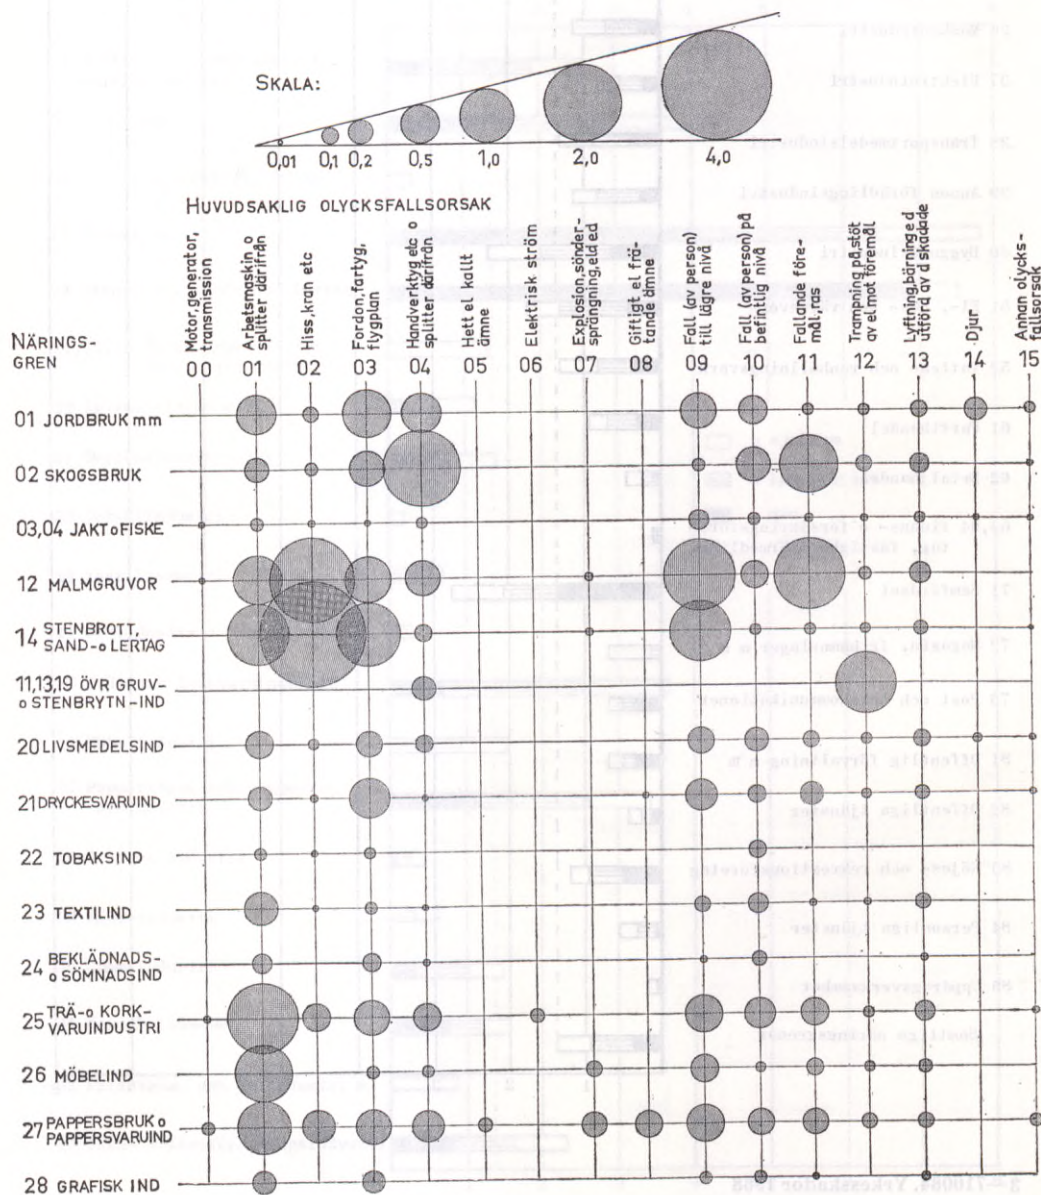 SKALA:
0,01 0,1 0,2 0,5 1,0 2,0 4,0
HUVUDSAKLIG OLYCKSFALLSORSAK
NÄRINGS-
GREN
Motor, generator,
transmission
00
Arbetsmaskin o
splitter därifrån
01
Hiss, kran etc
02
Fordon, fartyg,
flygplan
03
Handverktyg etc o
splitter därifrån
04
Hett el kallt
ämne
05
Elektrisk ström
06
Explosion, sönder-
sprängning, eld ed
07
Giftigt el frä-
tande ämne
08
Fall (av person)
till lägre nivå
09
Fall (av person) på
befintlig nivå
10
Fallande före-
mål, ras
11
Trampning på, stöt
av el mot föremål
12
Lyftning, bärning e d
utförd av d skadade
13
Djur
14
Annan olycks-
fallsorsak
15
01 JORDBRUK mm
02 SKOGSBRUK
03,04 JAKT o FISKE
12 MALMGRUVOR
14 STENBROTT,
SAND- o LERTAG
11,13,19 ÖVR GRUV-
o STENBRYTN-IND
20 LIVSMEDELSIND
21 DRYCKESVARUIND
22 TOBAKSIND
23 TEXTILIND
24 BEKLÄDNADS-
o SÖMNADSIND
25 TRÄ- o KORK-
VARUINDUSTRI
26 MÖBELIND
27 PAPPERSBRUK o
PAPPERSVARUIND
28 GRAFISK IND